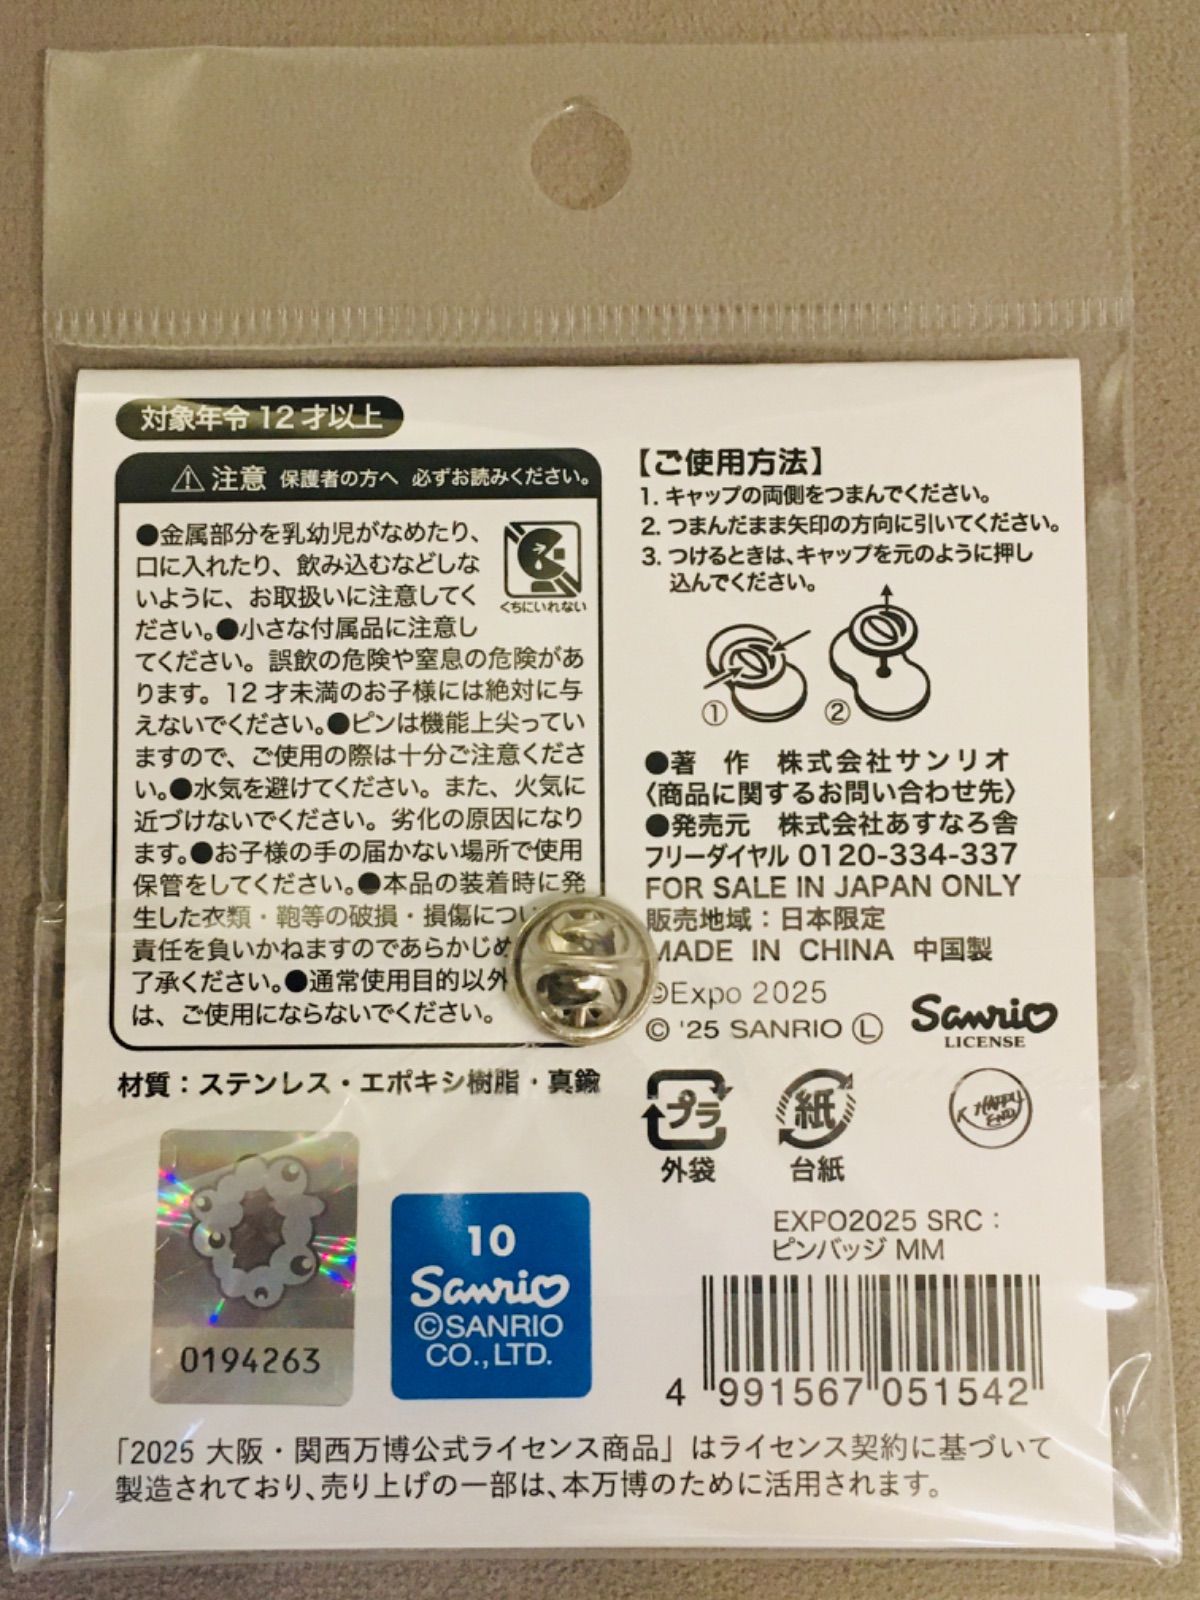 対象年令 12才以上
⚠注意 保護者の方へ 必ずお読みください。
●金属部分を乳幼児がなめたり、
口に入れたり、飲み込むなどしな
いように、お取扱いに注意してく
ださい。●小さな付属品に注意し
てください。誤飲の危険や窒息の危険があ
ります。12才未満のお子様には絶対に与
えないでください。●ピンは機能上尖ってい
ますので、ご使用の際は十分ご注意くださ
い。●水気を避けてください。また、火気に
近づけないでください。劣化の原因になり
ます。●お子様の手の届かない場所で使用
保管をしてください。●本品の装着時に発
生した衣類・鞄等の破損・損傷につい
責任を負いかねますのであらかじめ
了承ください。●通常使用目的以外
は、ご使用にならないでください。
くちにいれない
材質：ステンレス・エポキシ樹脂・真鍮
【ご使用方法】
1. キャップの両側をつまんでください。
2. つまんだまま矢印の方向に引いてください。
3. つけるときは、キャップを元のように押し
込んでください。
① ②
●著 作 株式会社サンリオ
〈商品に関するお問い合わせ先〉
●発売元 株式会社あすなろ舎
フリーダイヤル 0120-334-337
FOR SALE IN JAPAN ONLY
販売地域：日本限定
MADE IN CHINA 中国製
©Expo 2025
© '25 SANRIO Ⓛ
Sanrio
LICENSE
プラ
外袋
紙
台紙
HAPPY
END
0194263
10
Sanrio
©SANRIO
CO.,LTD.
EXPO2025 SRC：
ピンバッジ MM
4 991567 051542
「2025 大阪・関西万博公式ライセンス商品」はライセンス契約に基づいて
製造されており、売り上げの一部は、本万博のために活用されます。